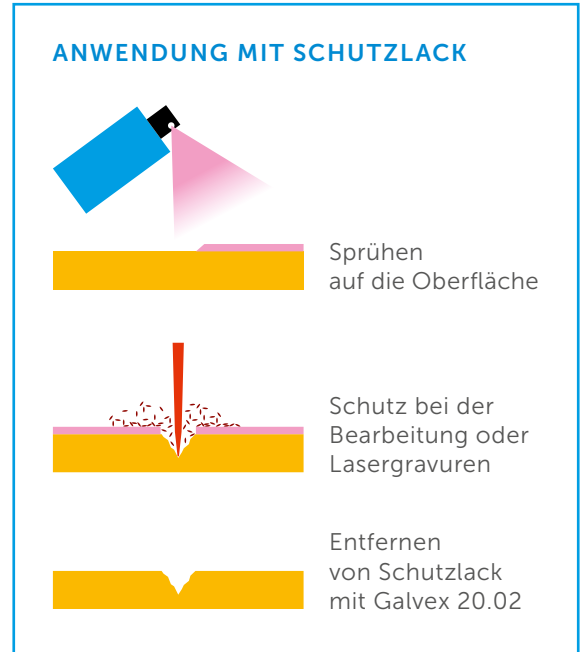 ANWENDUNG MIT SCHUTZLACK
Sprühen
auf die Oberfläche
Schutz bei der
Bearbeitung oder
Lasergravuren
Entfernen
von Schutzlack
mit Galvex 20.02